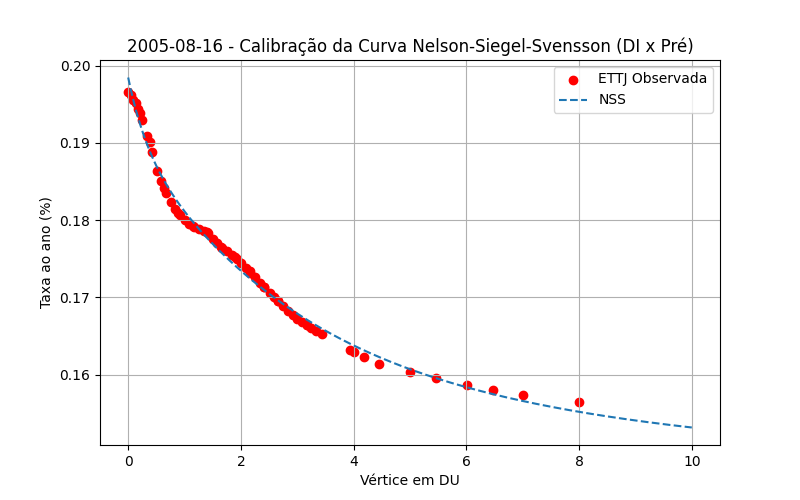 2005-08-16 - Calibração da Curva Nelson-Siegel-Svensson (DI x Pré)
ETTJ Observada
NSS
Taxa ao ano (%)
0.20
0.19
0.18
0.17
0.16
0 2 4 6 8 10
Vértice em DU